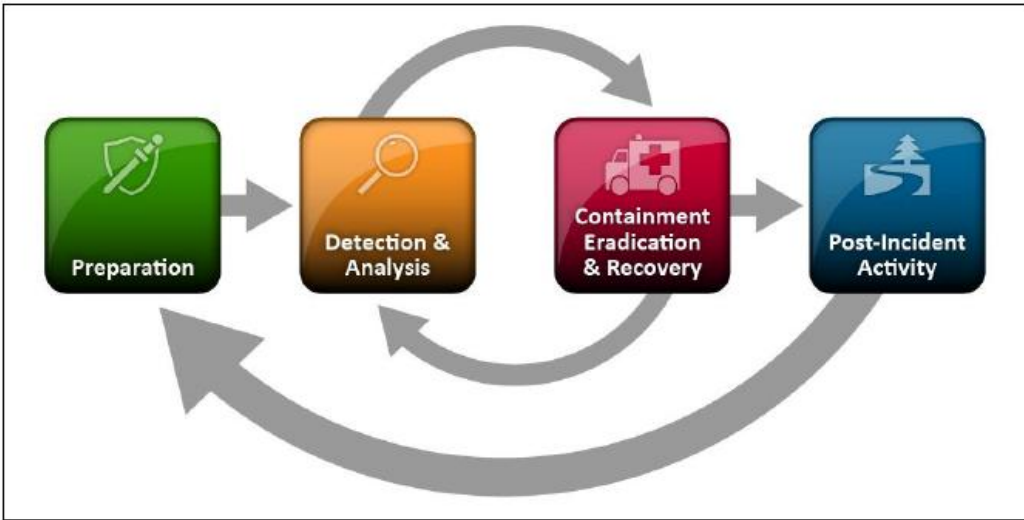 Preparation
Detection &
Analysis
Containment
Eradication
& Recovery
Post-Incident
Activity